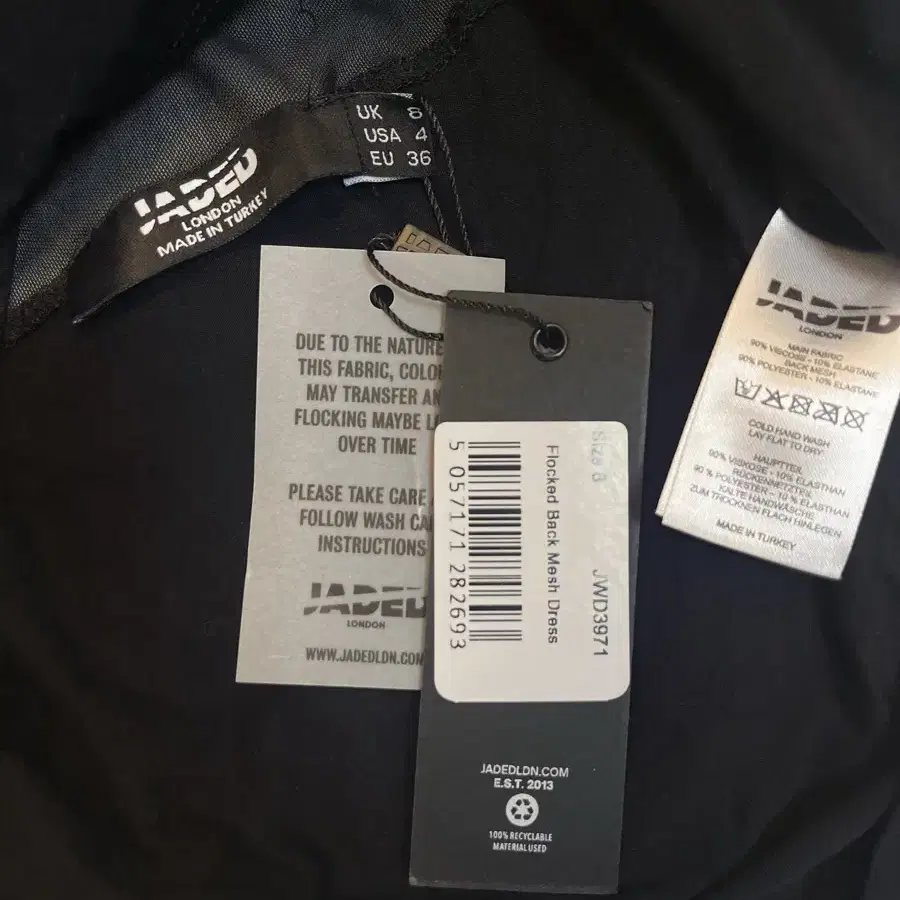 UK 8
USA 4
EU 36
JADED
LONDON
MADE IN TURKEY
DUE TO THE NATURE
THIS FABRIC, COLO
MAY TRANSFER AN
FLOCKING MAYBE L
OVER TIME
PLEASE TAKE CARE
FOLLOW WASH CA
INSTRUCTIONS
JADED
LONDON
WWW.JADEDLDN.COM
Size 8
JWD3971
Flocked Back Mesh Dress
5 057171 282693
JADEDLDN.COM
E.S.T. 2013
100% RECYCLABLE
MATERIAL USED
JADED
LONDON
MAIN FABRIC
90% VISCOSE - 10% ELASTANE
BACK MESH
90% POLYESTER - 10% ELASTANE
COLD HAND WASH
LAY FLAT TO DRY
HAUPTTEIL
90% VISKOSE - 10% ELASTHAN
RÜCKENNETZTEIL
90 % POLYESTER - 10 % ELASTHAN
KALTE HANDWÄSCHE
ZUM TROCKNEN FLACH HINLEGEN
MADE IN TURKEY